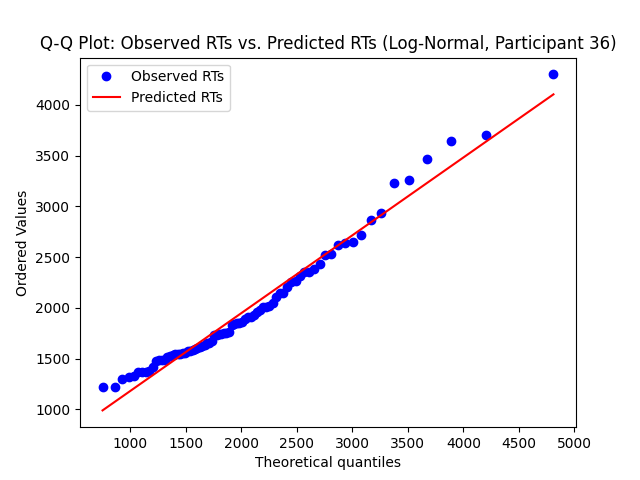 Q-Q Plot: Observed RTs vs. Predicted RTs (Log-Normal, Participant 36)
Observed RTs
Predicted RTs
Ordered Values
4000
3500
3000
2500
2000
1500
1000
1000 1500 2000 2500 3000 3500 4000 4500 5000
Theoretical quantiles